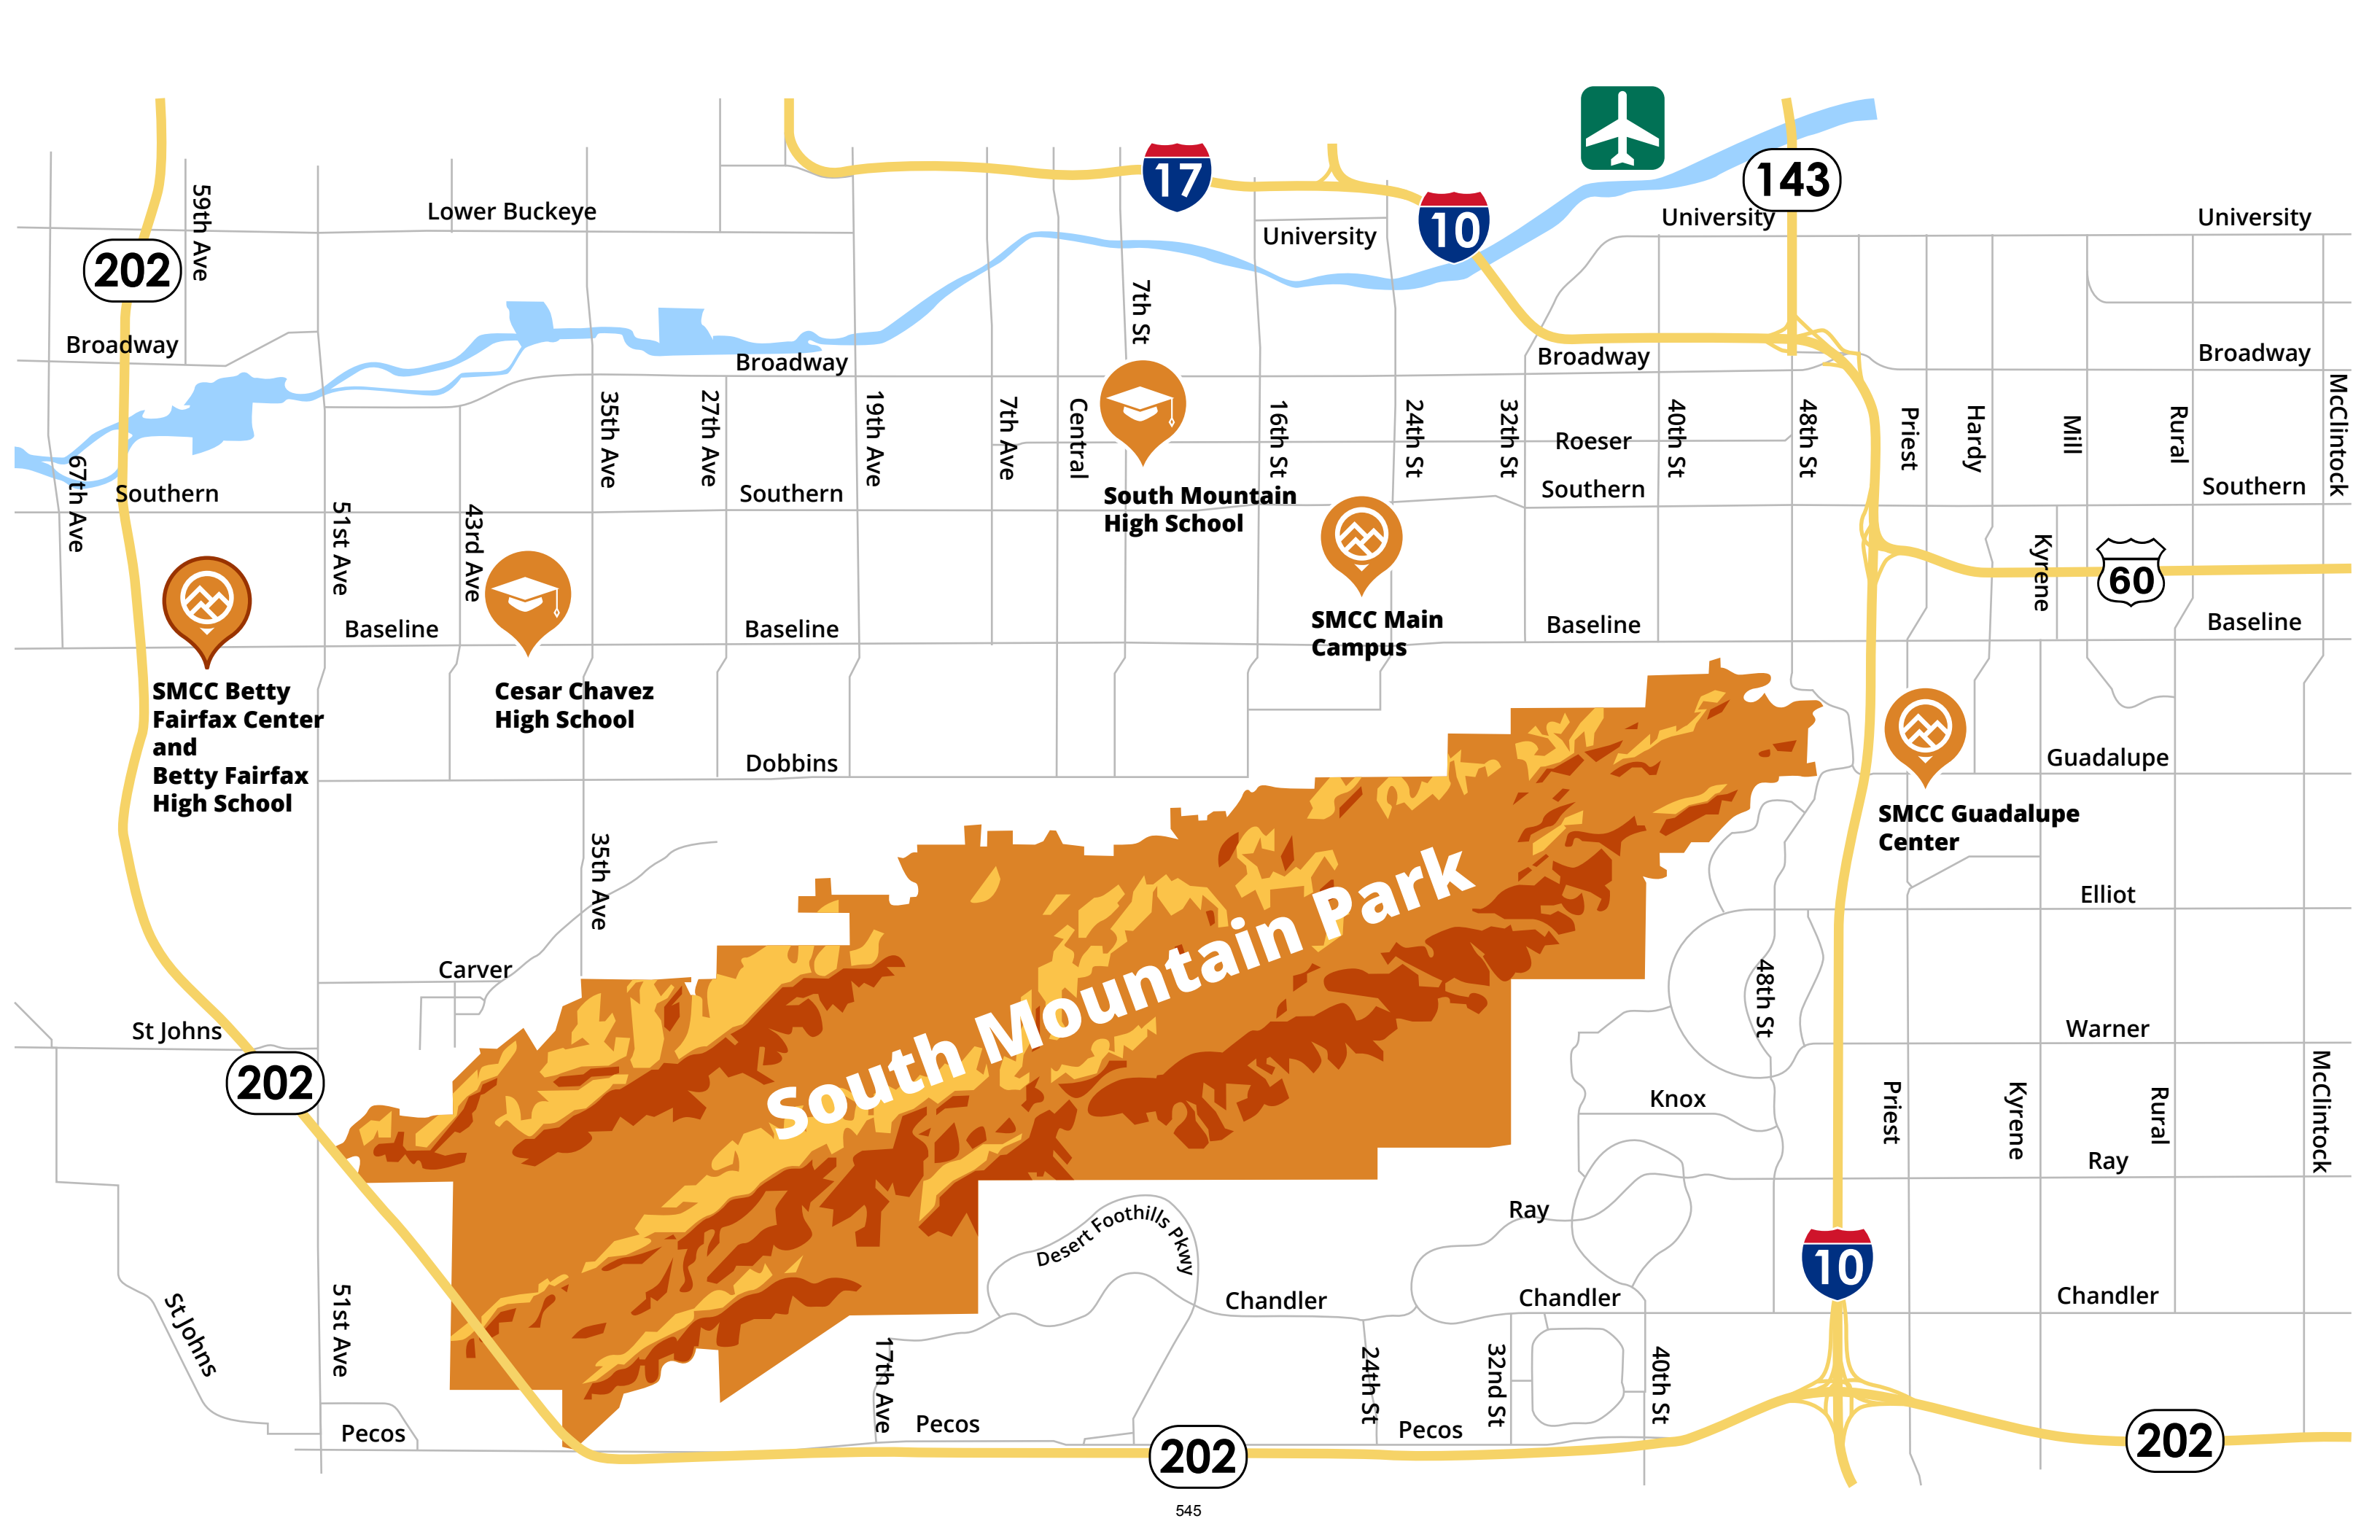 17
10
143
59th Ave
Lower Buckeye
University
University
University
202
7th St
Broadway
Broadway
Broadway
Broadway
67th Ave
35th Ave
27th Ave
19th Ave
7th Ave
Central
16th St
24th St
32th St
Roeser
40th St
48th St
Priest
Hardy
Mill
Rural
McClintock
Southern
Southern
Southern
Southern
South Mountain
High School
51st Ave
43rd Ave
Kyrene
60
SMCC Main
Campus
Baseline
Baseline
Baseline
Baseline
SMCC Betty
Fairfax Center
and
Betty Fairfax
High School
Cesar Chavez
High School
Dobbins
Guadalupe
SMCC Guadalupe
Center
35th Ave
Elliot
South Mountain Park
Carver
48th St
St Johns
Warner
202
Knox
Priest
Kyrene
Rural
McClintock
Ray
Ray
Desert Foothills Pkwy
10
St Johns
51st Ave
Chandler
Chandler
Chandler
17th Ave
24th St
32nd St
40th St
Pecos
Pecos
Pecos
202
202
545